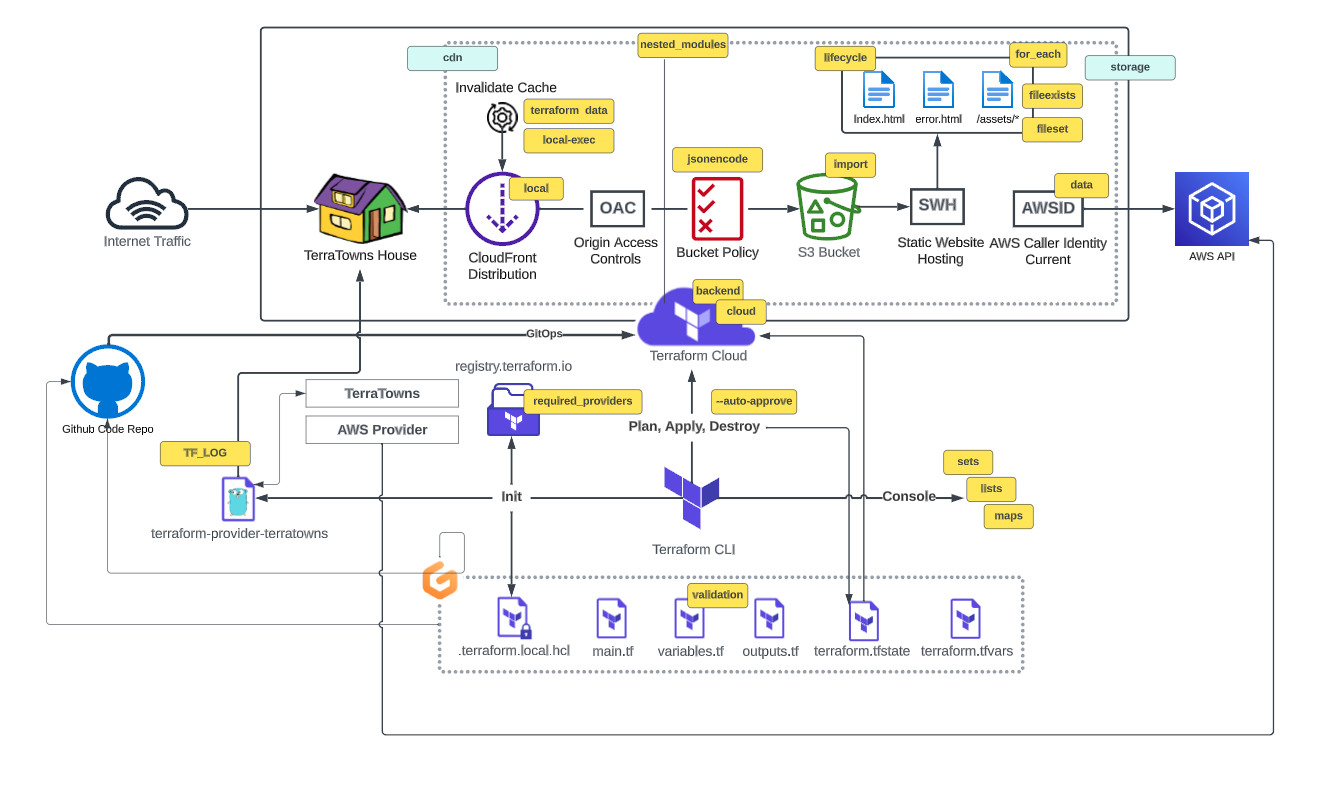 nested_modules
cdn
lifecycle
for_each
storage
Invalidate Cache
terraform data
local-exec
Index.html
error.html
/assets/*
fileexists
fileset
jsonencode
import
local
data
OAC
SWH
AWSID
Internet Traffic
TerraTowns House
CloudFront
Distribution
Origin Access
Controls
Bucket Policy
S3 Bucket
Static Website
Hosting
AWS Caller Identity
Current
AWS API
backend
cloud
GitOps
Terraform Cloud
registry.terraform.io
TerraTowns
required_providers
--auto-approve
Github Code Repo
AWS Provider
Plan, Apply, Destroy
TF_LOG
sets
lists
maps
Init
Console
terraform-provider-terratowns
Terraform CLI
validation
.terraform.local.hcl
main.tf
variables.tf
outputs.tf
terraform.tfstate
terraform.tfvars